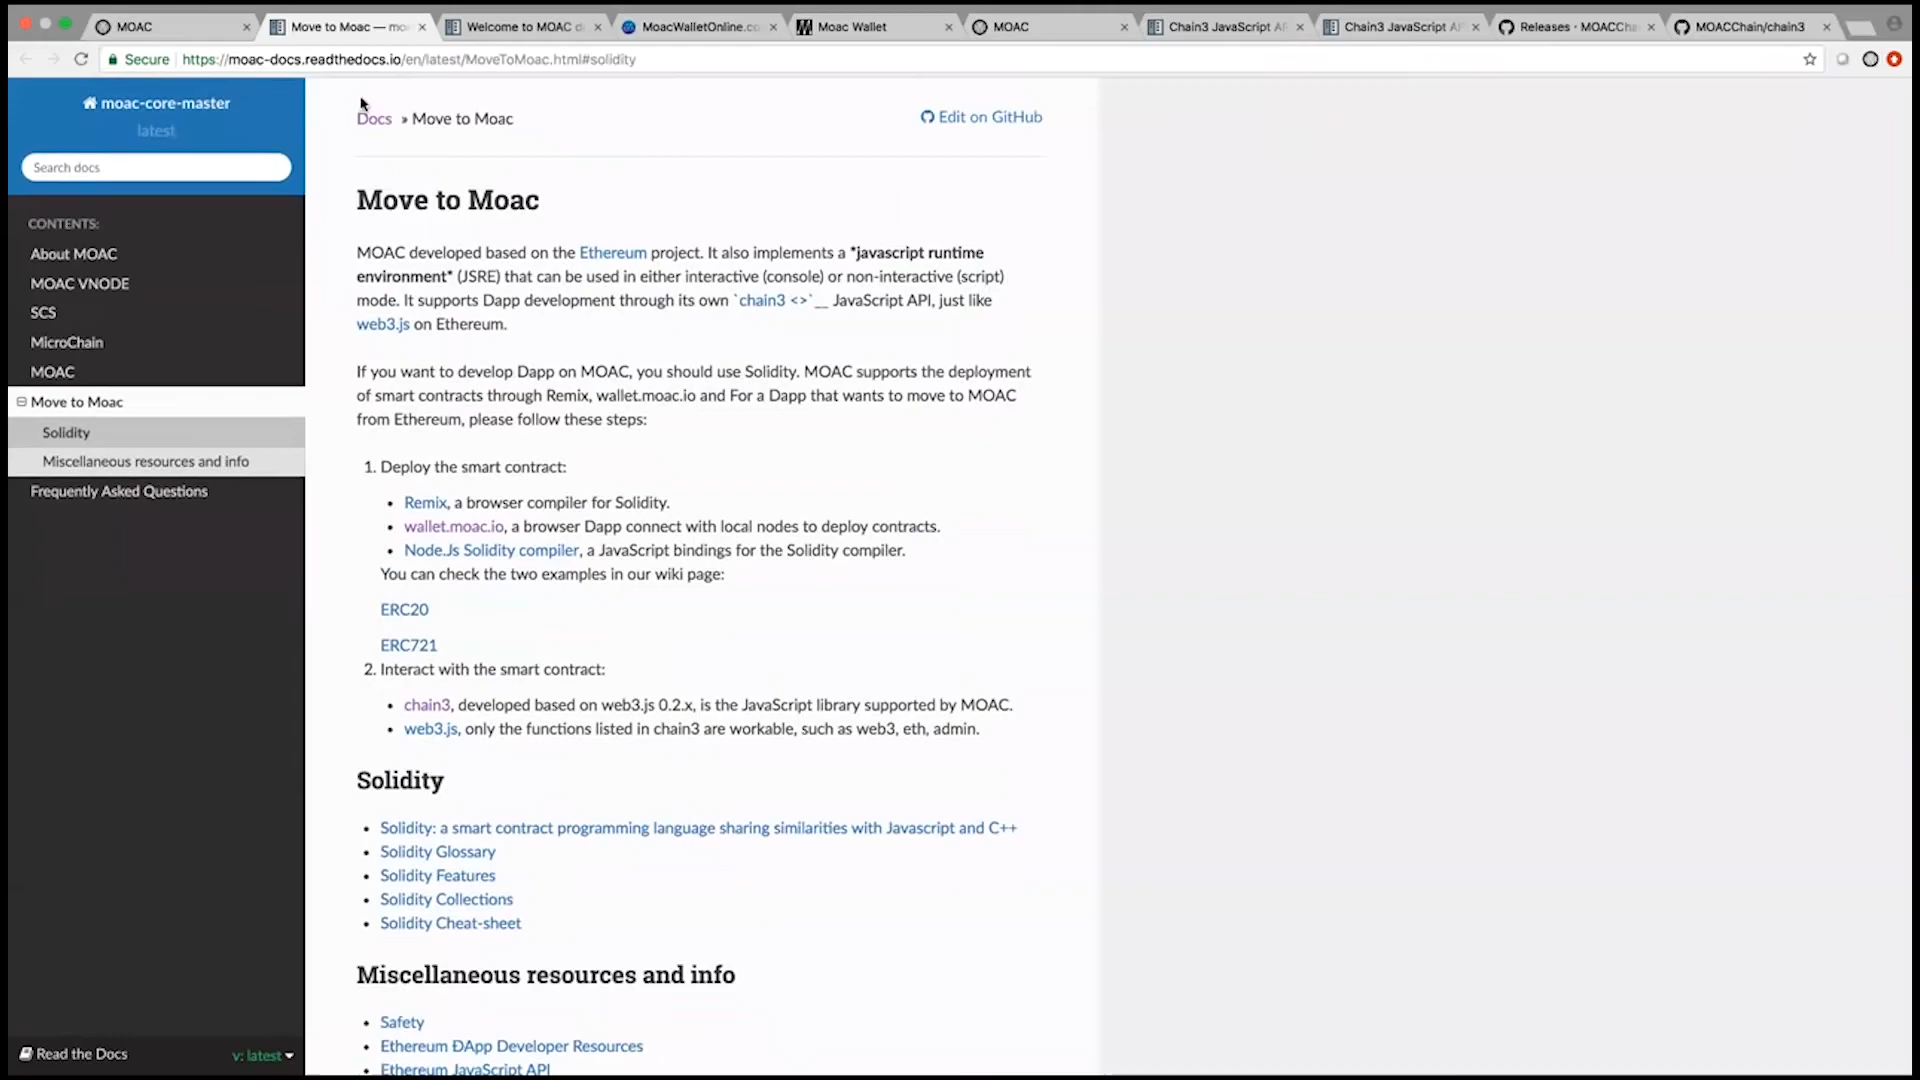 MOAC
Move to Moac — moa
Welcome to MOAC d
MoacWalletOnline.co
Moac Wallet
MOAC
Chain3 JavaScript AP
Chain3 JavaScript AP
Releases · MOACCha
MOACChain/chain3
Secure https://moac-docs.readthedocs.io/en/latest/MoveToMoac.html#solidity
moac-core-master
latest
Search docs
CONTENTS:
About MOAC
MOAC VNODE
SCS
MicroChain
MOAC
Move to Moac
Solidity
Miscellaneous resources and info
Frequently Asked Questions
Read the Docs
v: latest
Docs » Move to Moac
Edit on GitHub
Move to Moac
MOAC developed based on the Ethereum project. It also implements a *javascript runtime
environment* (JSRE) that can be used in either interactive (console) or non-interactive (script)
mode. It supports Dapp development through its own `chain3 <>`__ JavaScript API, just like
web3.js on Ethereum.
If you want to develop Dapp on MOAC, you should use Solidity. MOAC supports the deployment
of smart contracts through Remix, wallet.moac.io and For a Dapp that wants to move to MOAC
from Ethereum, please follow these steps:
1. Deploy the smart contract:
• Remix, a browser compiler for Solidity.
• wallet.moac.io, a browser Dapp connect with local nodes to deploy contracts.
• Node.Js Solidity compiler, a JavaScript bindings for the Solidity compiler.
You can check the two examples in our wiki page:
ERC20
ERC721
2. Interact with the smart contract:
• chain3, developed based on web3.js 0.2.x, is the JavaScript library supported by MOAC.
• web3.js, only the functions listed in chain3 are workable, such as web3, eth, admin.
Solidity
• Solidity: a smart contract programming language sharing similarities with Javascript and C++
• Solidity Glossary
• Solidity Features
• Solidity Collections
• Solidity Cheat-sheet
Miscellaneous resources and info
• Safety
• Ethereum ÐApp Developer Resources
• Ethereum JavaScript API